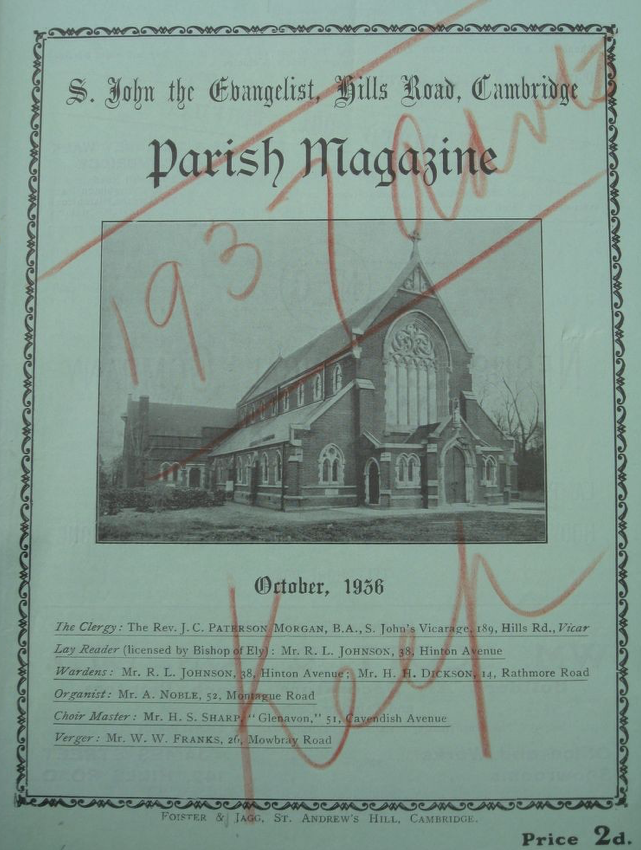 S. John the Evangelist, Hills Road, Cambridge
Parish Magazine
1937 Advts
October, 1936
The Clergy: The Rev. J. C. PATERSON MORGAN, B.A., S. John's Vicarage, 189, Hills Rd., Vicar
Lay Reader (licensed by Bishop of Ely): Mr. R. L. JOHNSON, 38, Hinton Avenue
Wardens: Mr. R. L. JOHNSON, 38, Hinton Avenue; Mr. H. H. DICKSON, 14, Rathmore Road
Organist: Mr. A. NOBLE, 52, Montague Road
Choir Master: Mr. H. S. SHARP, "Glenavon," 51, Cavendish Avenue
Verger: Mr. W. W. FRANKS, 26, Mowbray Road
Keep
FOISTER & JAGG, ST. ANDREW'S HILL, CAMBRIDGE.
Price 2d.